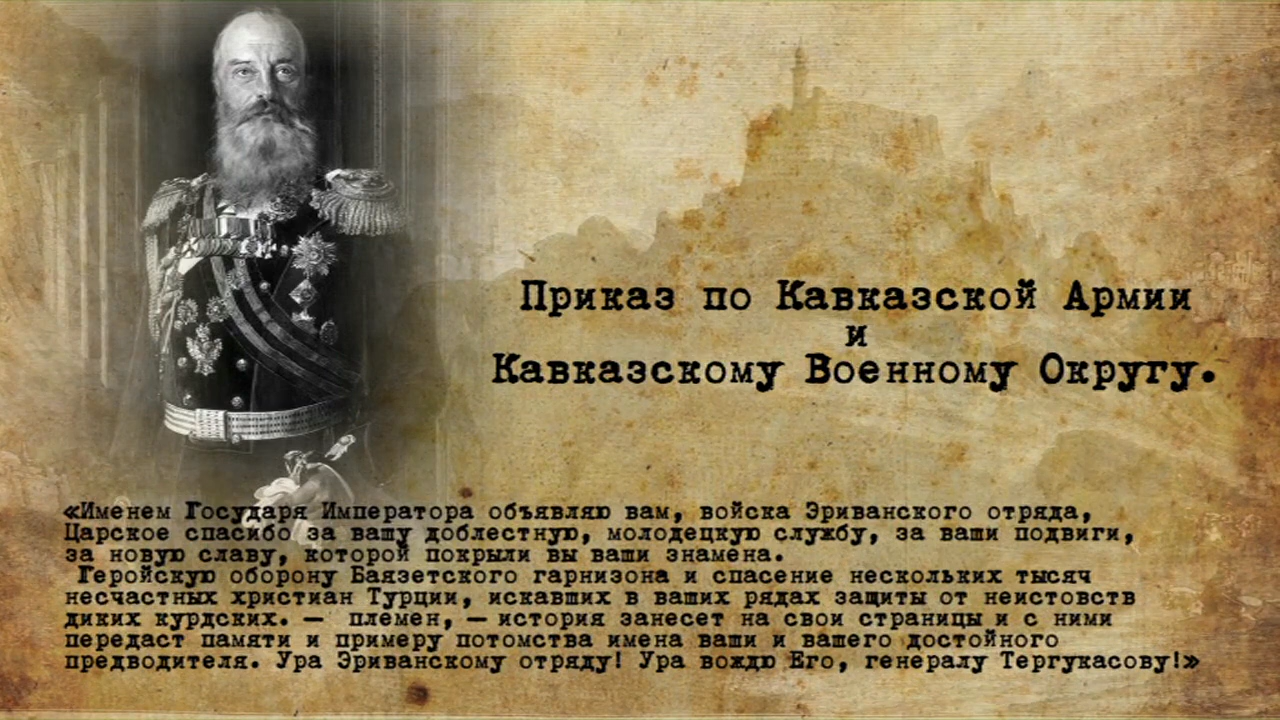 Приказ по Кавказской Армии
и
Кавказскому Военному Округу.
«Именем Государя Императора объявляю вам, войска Эриванского отряда,
Царское спасибо за вашу доблестную, молодецкую службу, за ваши подвиги,
за новую славу, которой покрыли вы ваши знамена.
Геройскую оборону Баязетского гарнизона и спасение нескольких тысяч
несчастных христиан Турции, искавших в ваших рядах защиты от неистовств
диких курдских. — племен, — история занесет на свои страницы и с ними
передаст памяти и примеру потомства имена ваши и вашего достойного
предводителя. Ура Эриванскому отряду! Ура вождю Его, генералу Тергукасову!»